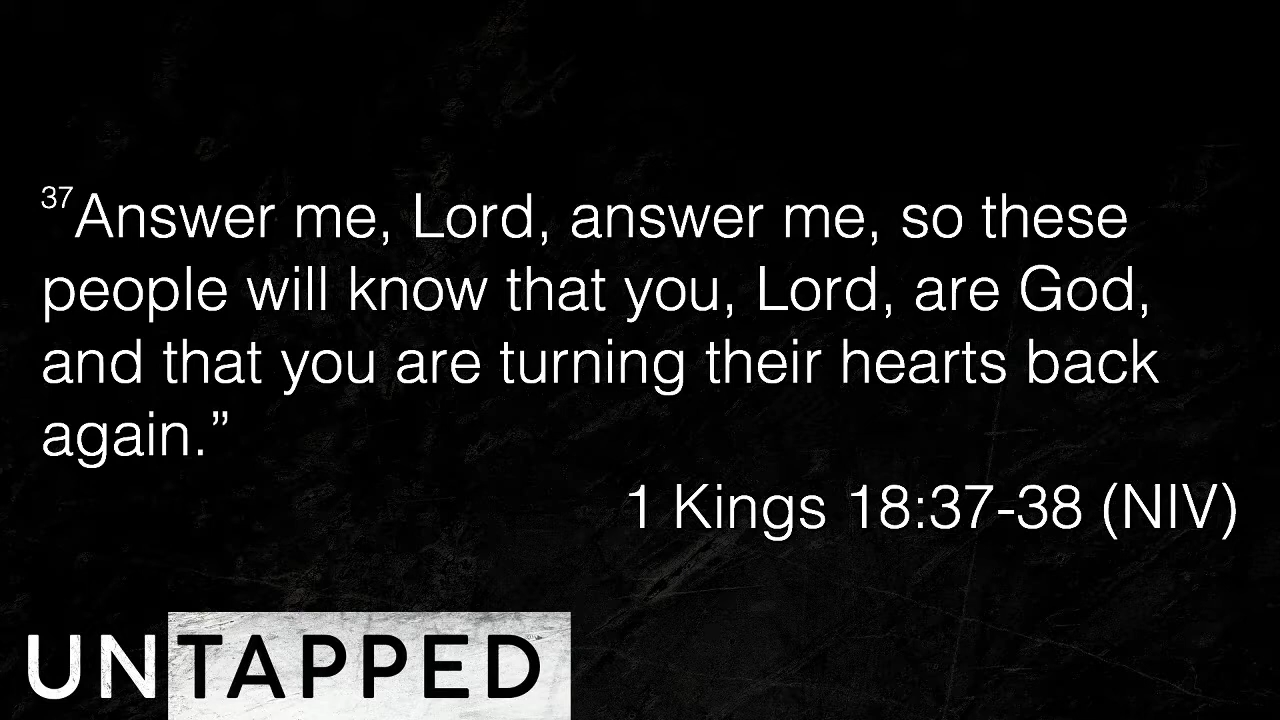 37Answer me, Lord, answer me, so these
people will know that you, Lord, are God,
and that you are turning their hearts back
again.”
1 Kings 18:37-38 (NIV)
UNTAPPED